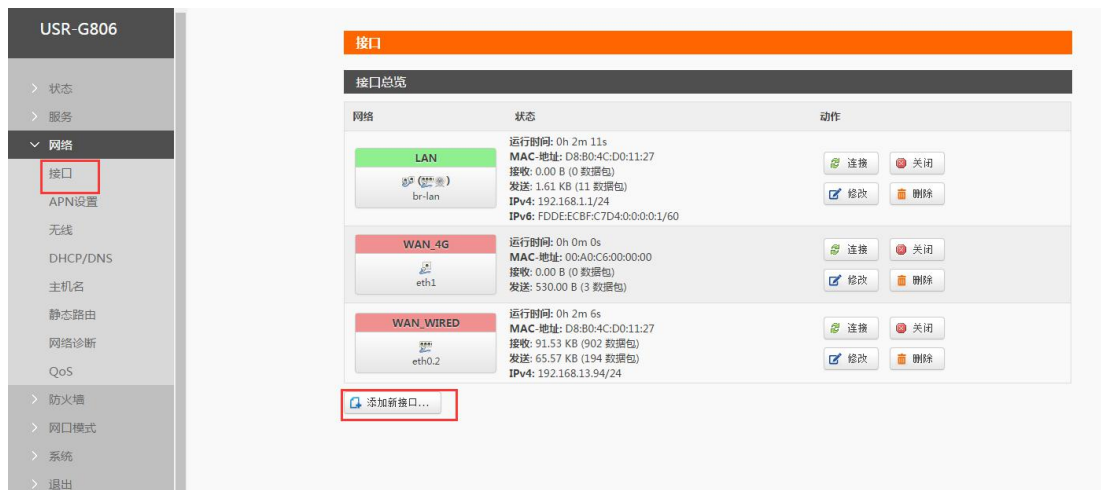 USR-G806
状态
服务
网络
接口
APN设置
无线
DHCP/DNS
主机名
静态路由
网络诊断
QoS
防火墙
网口模式
系统
退出
接口
接口总览
网络 状态 动作
LAN
br-lan
运行时间: 0h 2m 11s
MAC-地址: D8:B0:4C:D0:11:27
接收: 0.00 B (0 数据包)
发送: 1.61 KB (11 数据包)
IPv4: 192.168.1.1/24
IPv6: FDDE:ECBF:C7D4:0:0:0:0:1/60
连接 关闭
修改 删除
WAN_4G
eth1
运行时间: 0h 0m 0s
MAC-地址: 00:A0:C6:00:00:00
接收: 0.00 B (0 数据包)
发送: 530.00 B (3 数据包)
连接 关闭
修改 删除
WAN_WIRED
eth0.2
运行时间: 0h 2m 6s
MAC-地址: D8:B0:4C:D0:11:27
接收: 91.53 KB (902 数据包)
发送: 65.57 KB (194 数据包)
IPv4: 192.168.13.94/24
连接 关闭
修改 删除
添加新接口...